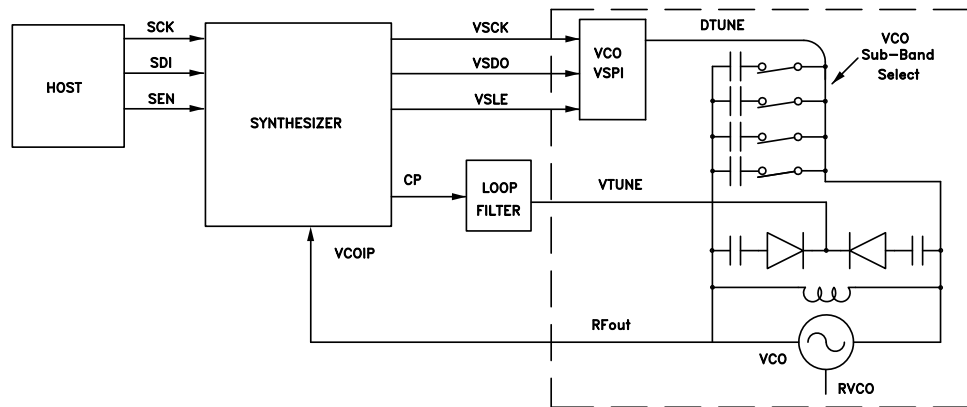 HOST
SCK
SDI
SEN
SYNTHESIZER
VSCK
VSDO
VSLE
VCO
VSPI
DTUNE
VCO
Sub-Band
Select
CP
LOOP
FILTER
VTUNE
VCOIP
RFout
VCO
RVCO